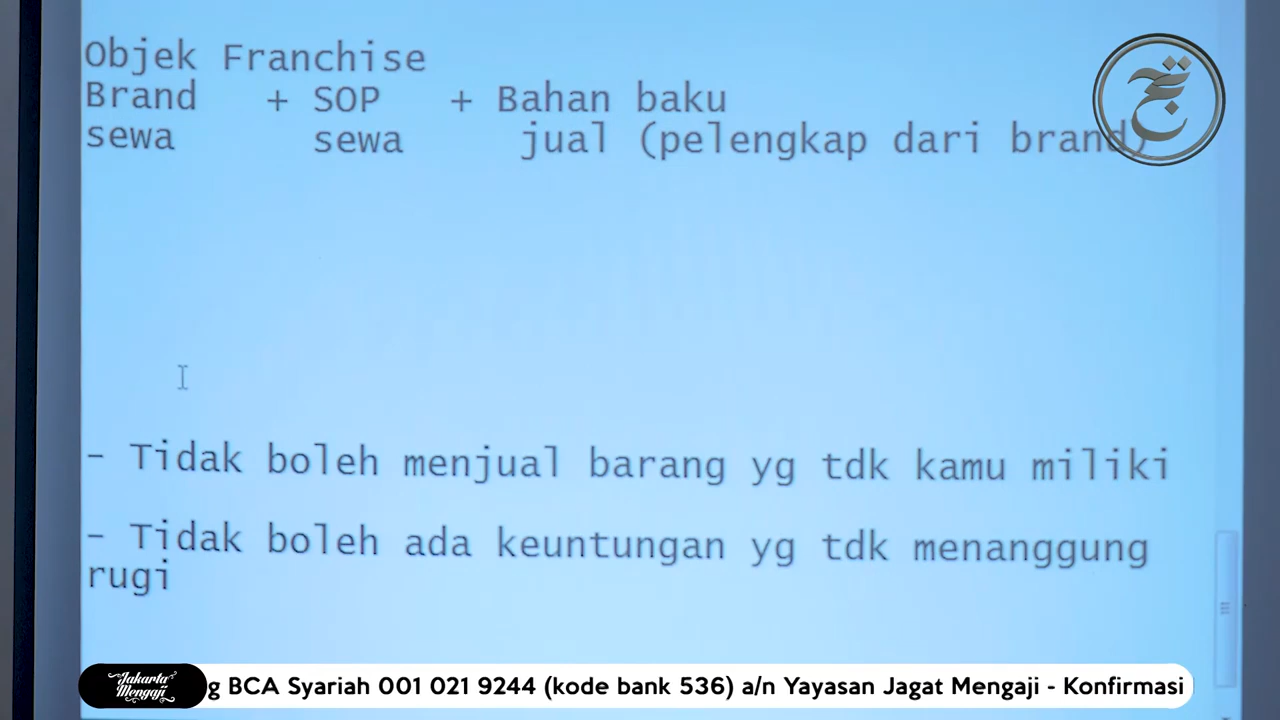 Objek Franchise
Brand + SOP + Bahan baku
sewa sewa jual (pelengkap dari brand)
- Tidak boleh menjual barang yg tdk kamu miliki
- Tidak boleh ada keuntungan yg tdk menanggung
rugi
Jakarta
Mengaji
g BCA Syariah 001 021 9244 (kode bank 536) a/n Yayasan Jagat Mengaji - Konfirmasi